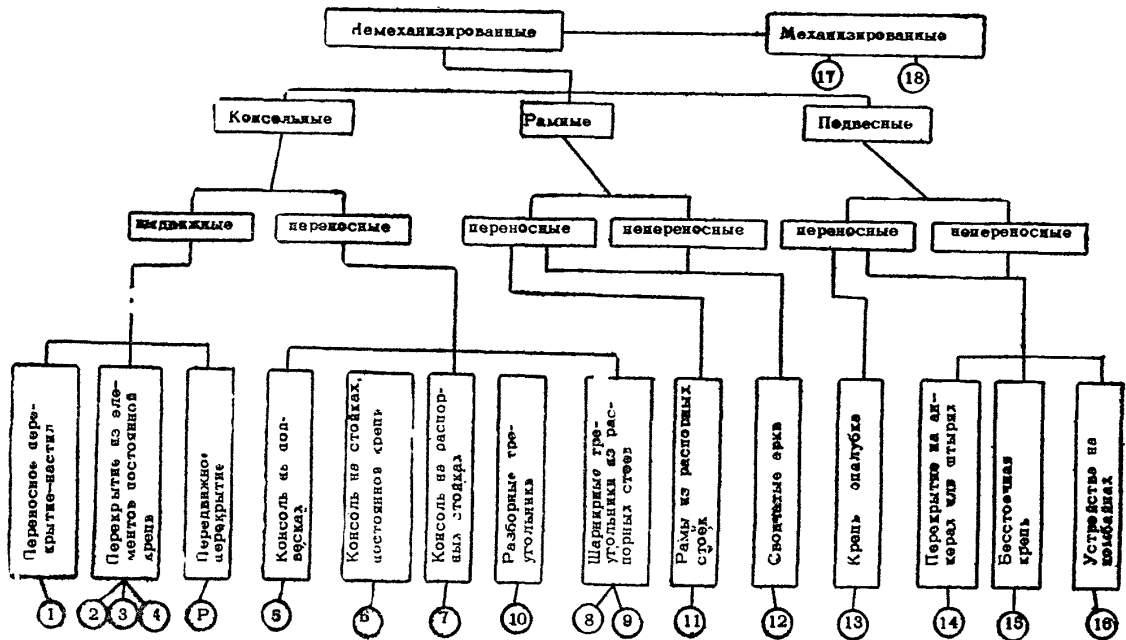 Немеханизированные
Механизированные
17 18
Консольные
Рамные
Подвесные
выдвижные
переносные
переносные
непереносные
переносные
непереносные
Переносное пере-
крытие-настил
Перекрытие из эле-
ментов постоянной
крепи
Передвижное
перекрытие
Консоль на под-
весках
Консоль на стойках,
постоянной крепи
Консоль на распор-
ных стойках
Разборные тре-
угольники
Шарнирные тре-
угольники из рас-
порных стоек
Рамы из распорных
стоек
Сводчатые арки
Крепь опалубка
Перекрытие на ан-
керах или штырях
Бесстоечная
крепь
Устройства на
комбайнах
1 2 3 4 Р 5 6 7 10 8 9 11 12 13 14 15 16